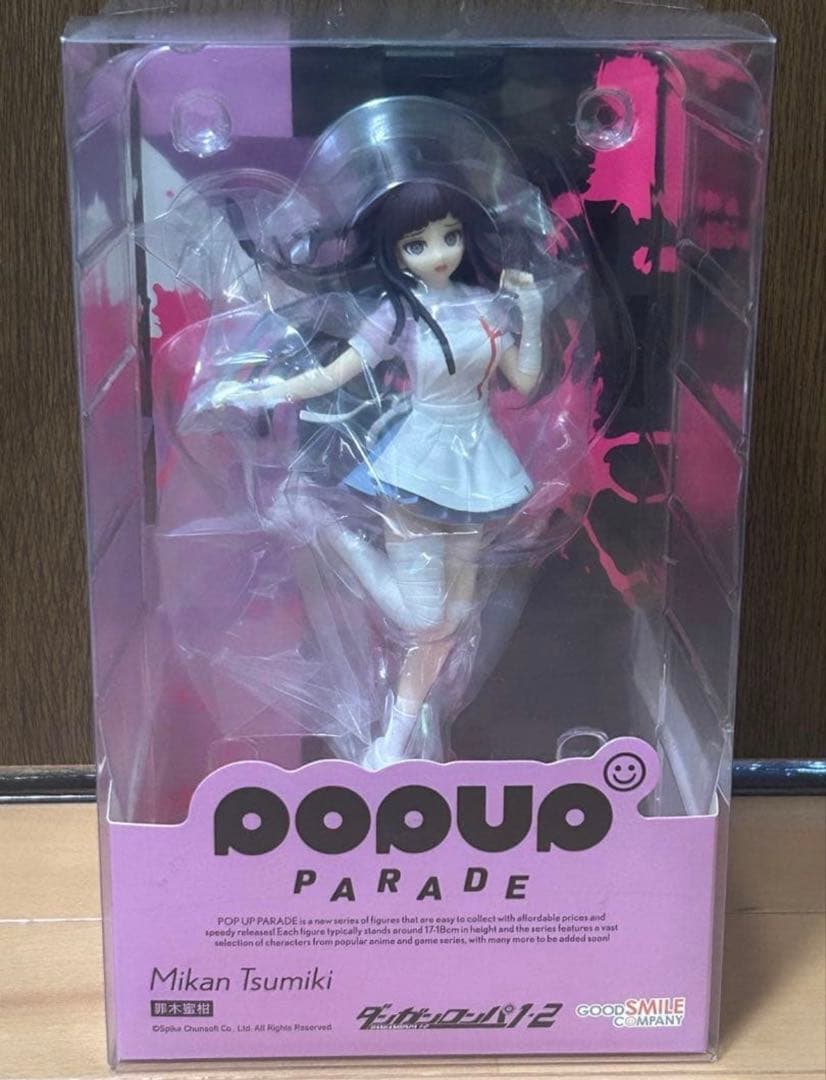 POPUP
PARADE
POP UP PARADE is a new series of figures that are easy to collect with affordable prices and
speedy releases! Each figure typically stands around 17-18cm in height and the series features a vast
selection of characters from popular anime and game series, with many more to be added soon!
Mikan Tsumiki
罪木蜜柑
©Spike Chunsoft Co., Ltd. All Rights Reserved.
ダンガンロンパ1・2
GOOD SMILE
COMPANY